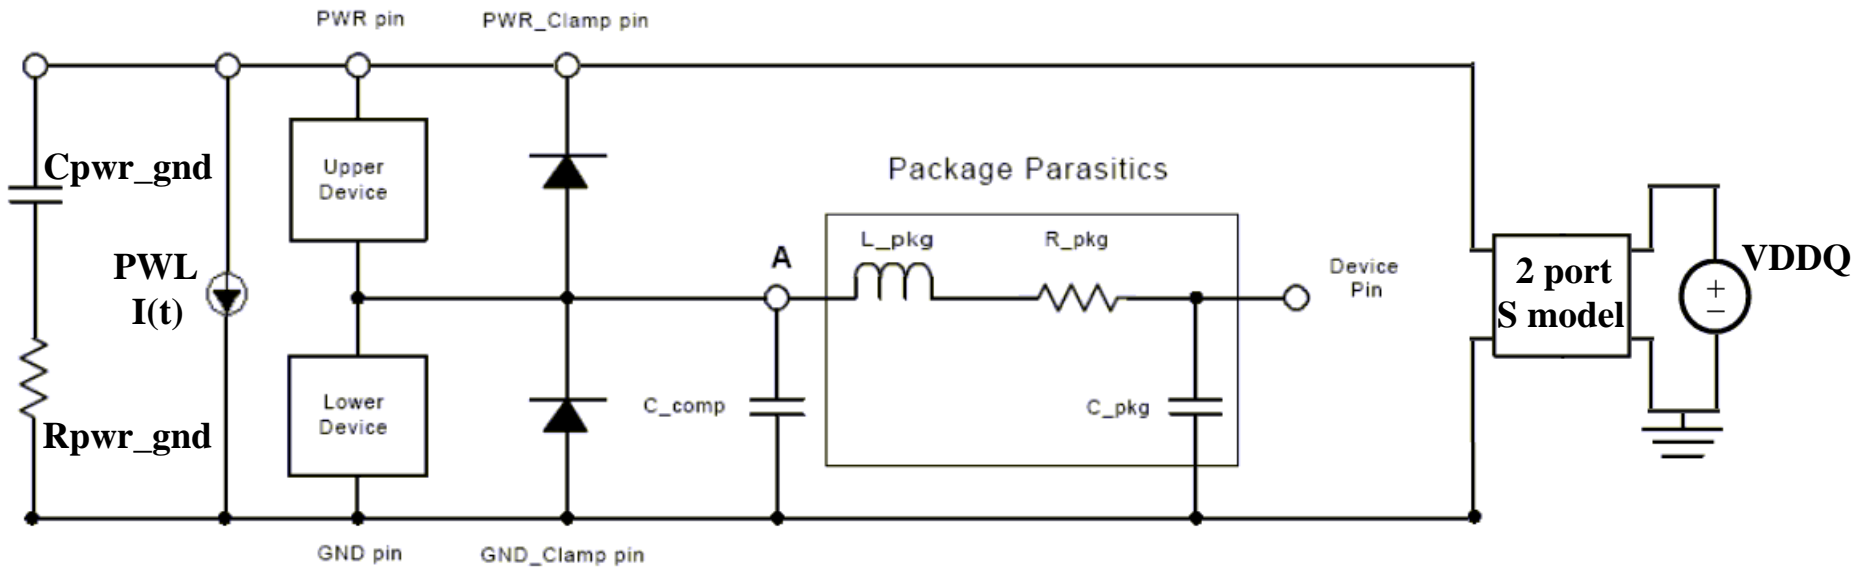 PWR pin
PWR_Clamp pin
Cpwr_gnd
Upper
Device
Package Parasitics
L_pkg
R_pkg
A
Device
Pin
PWL
I(t)
2 port
S model
VDDQ
+
−
Lower
Device
C_comp
C_pkg
Rpwr_gnd
GND pin
GND_Clamp pin